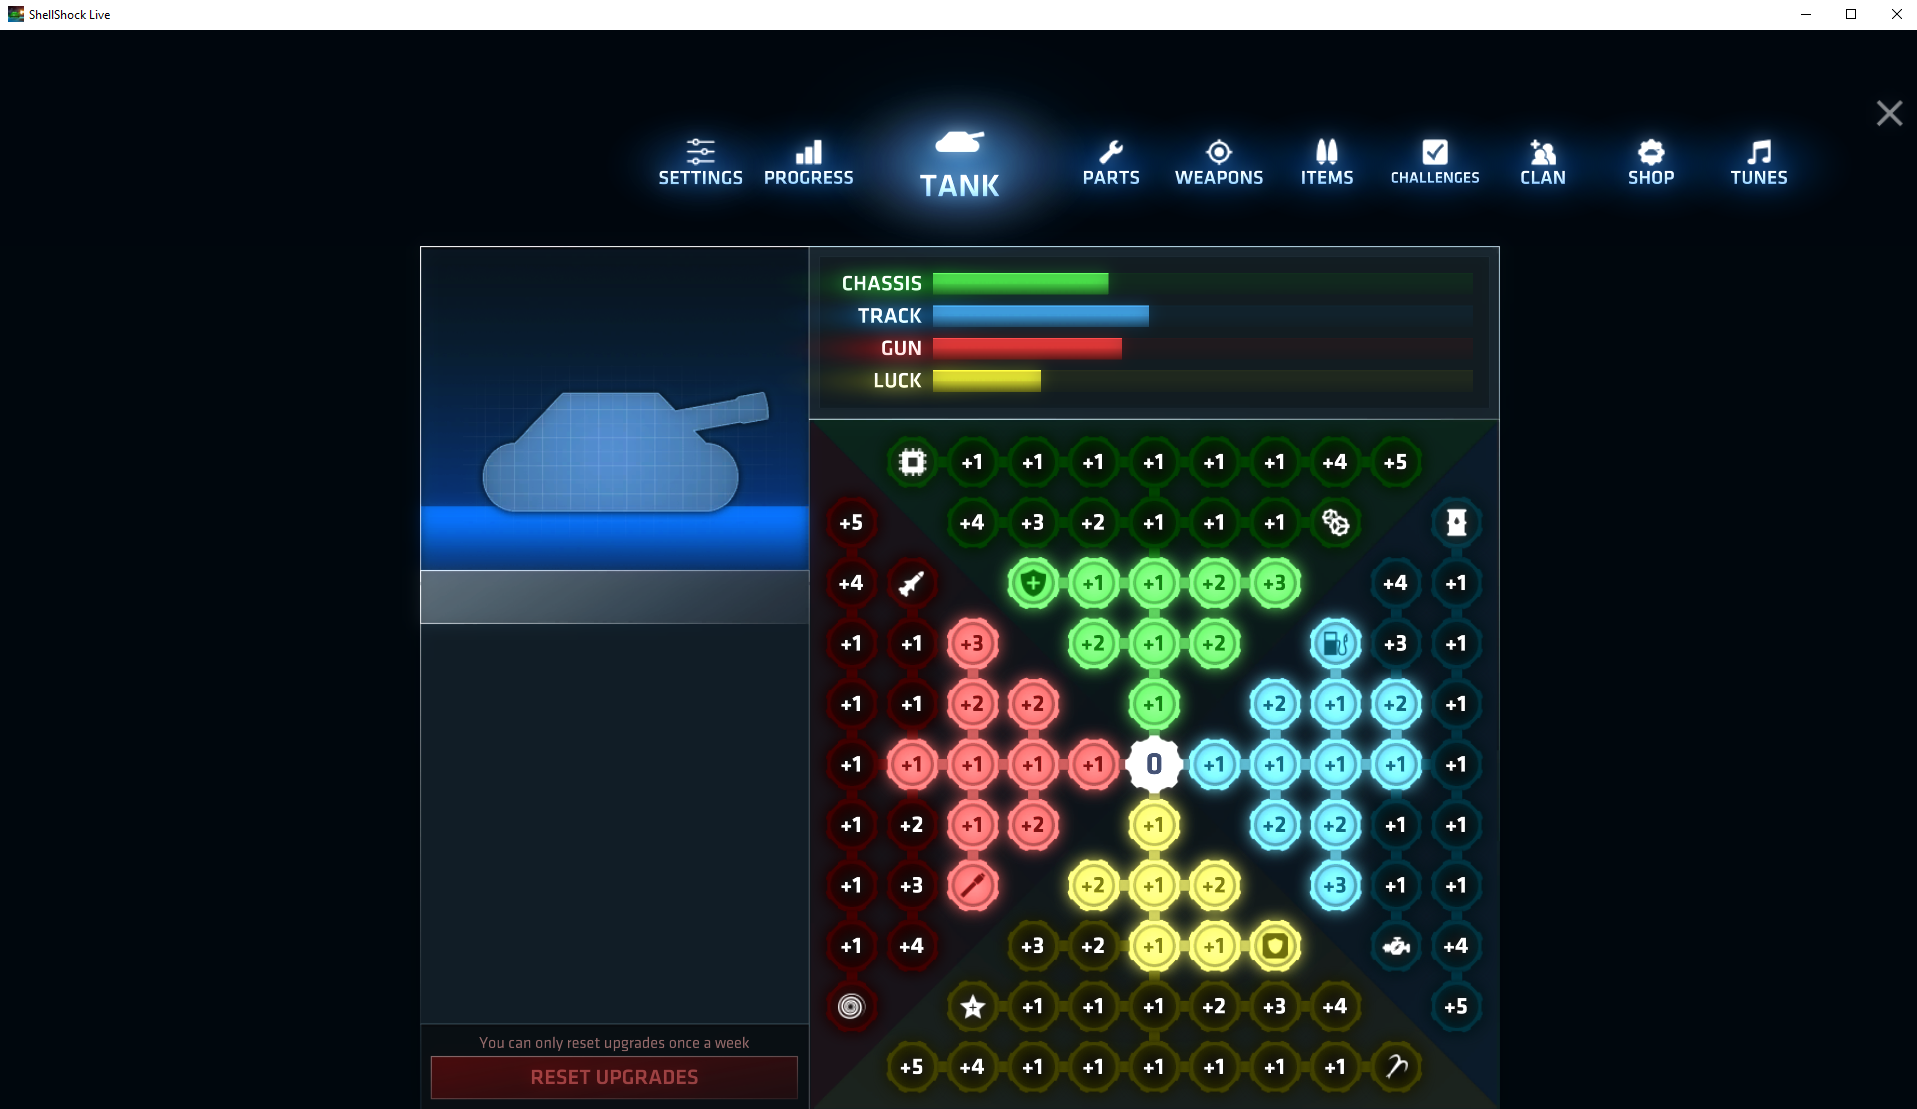 ShellShock Live
SETTINGS PROGRESS TANK PARTS WEAPONS ITEMS CHALLENGES CLAN SHOP TUNES
CHASSIS
TRACK
GUN
LUCK
+1 +1 +1 +1 +1 +1 +4 +5
+5 +4 +3 +2 +1 +1 +1
+4 +1 +1 +2 +3 +4 +1
+1 +1 +3 +2 +1 +2 +3 +1
+1 +1 +2 +2 +1 +2 +1 +2 +1
+1 +1 +1 +1 +1 0 +1 +1 +1 +1 +1
+1 +2 +1 +2 +1 +2 +2 +1 +1
+1 +3 +2 +1 +2 +3 +1 +1
+1 +4 +3 +2 +1 +1 +4
+1 +1 +1 +2 +3 +4 +5
+5 +4 +1 +1 +1 +1 +1 +1
You can only reset upgrades once a week
RESET UPGRADES